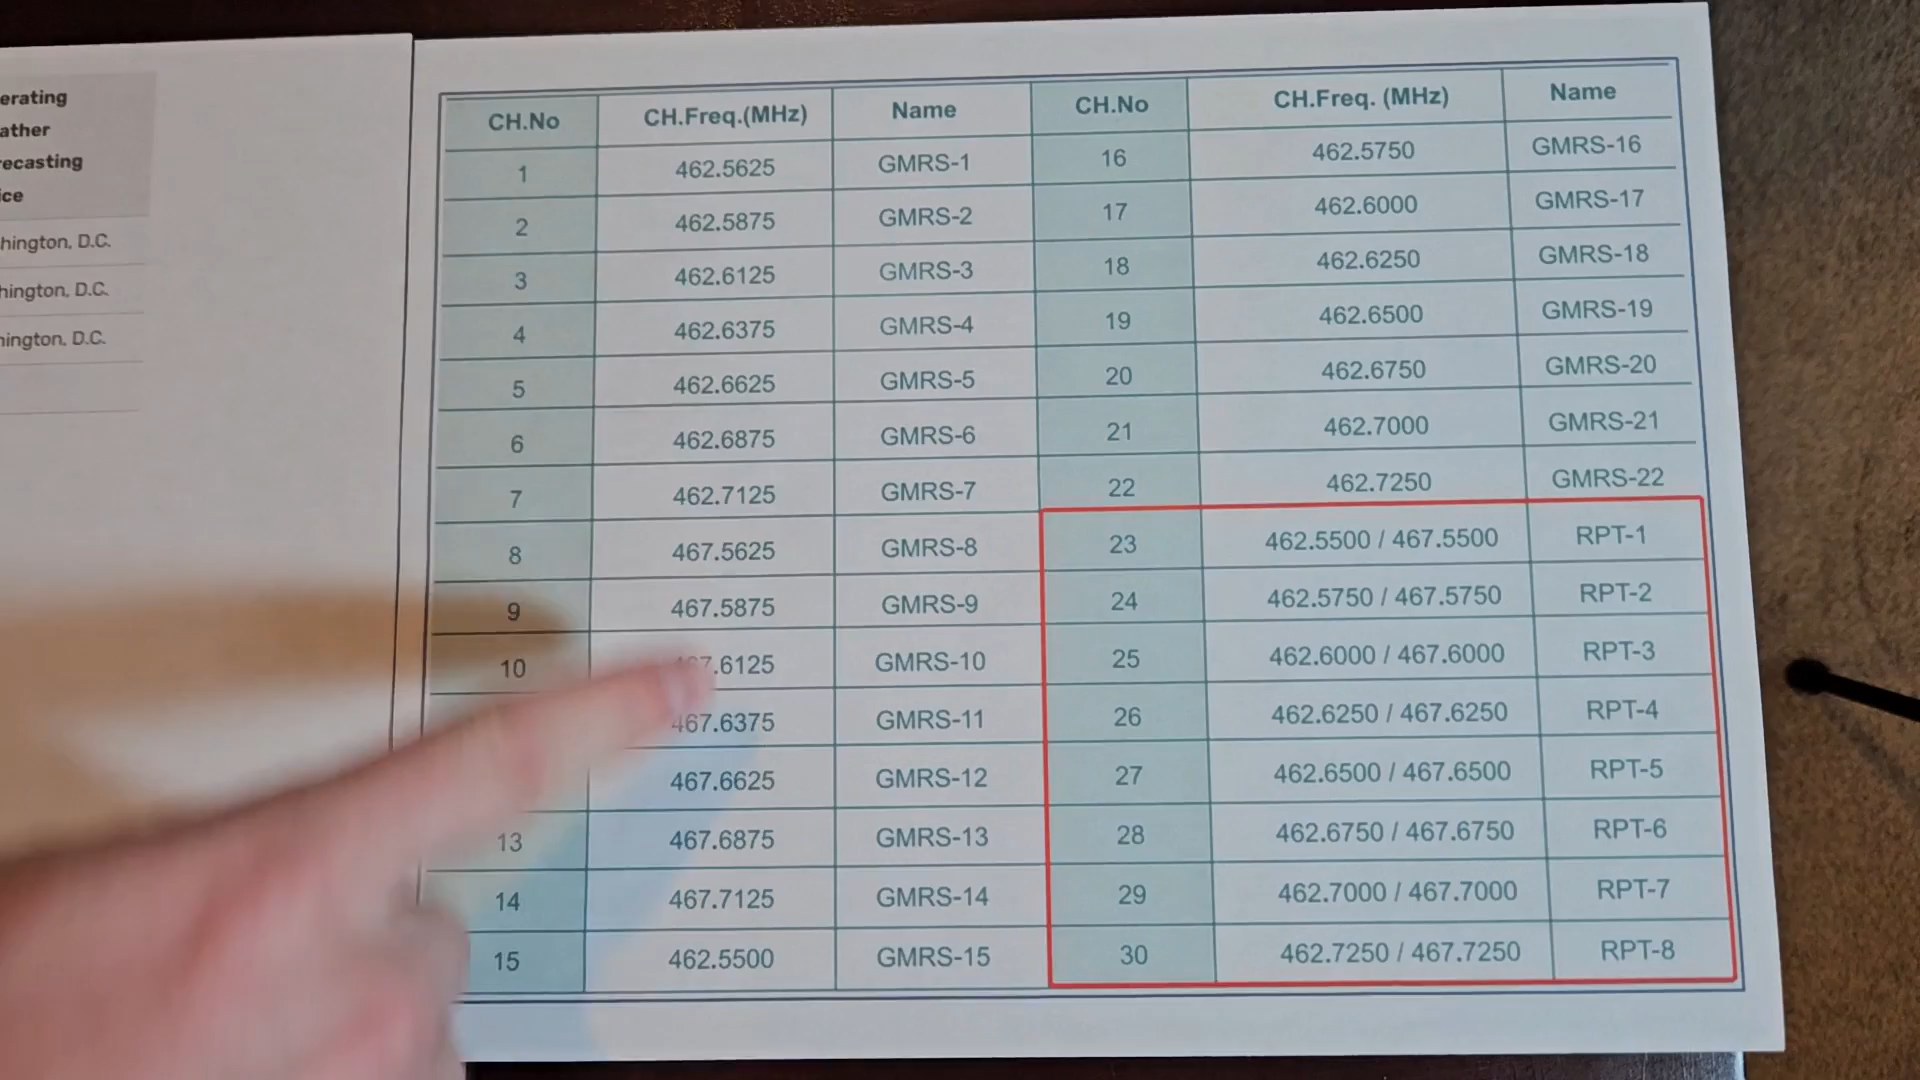 erating
ather
recasting
ice
hington, D.C.
hington, D.C.
hington, D.C.
CH.No CH.Freq.(MHz) Name CH.No CH.Freq. (MHz) Name
1 462.5625 GMRS-1 16 462.5750 GMRS-16
2 462.5875 GMRS-2 17 462.6000 GMRS-17
3 462.6125 GMRS-3 18 462.6250 GMRS-18
4 462.6375 GMRS-4 19 462.6500 GMRS-19
5 462.6625 GMRS-5 20 462.6750 GMRS-20
6 462.6875 GMRS-6 21 462.7000 GMRS-21
7 462.7125 GMRS-7 22 462.7250 GMRS-22
8 467.5625 GMRS-8 23 462.5500 / 467.5500 RPT-1
9 467.5875 GMRS-9 24 462.5750 / 467.5750 RPT-2
10 467.6125 GMRS-10 25 462.6000 / 467.6000 RPT-3
467.6375 GMRS-11 26 462.6250 / 467.6250 RPT-4
467.6625 GMRS-12 27 462.6500 / 467.6500 RPT-5
13 467.6875 GMRS-13 28 462.6750 / 467.6750 RPT-6
14 467.7125 GMRS-14 29 462.7000 / 467.7000 RPT-7
15 462.5500 GMRS-15 30 462.7250 / 467.7250 RPT-8